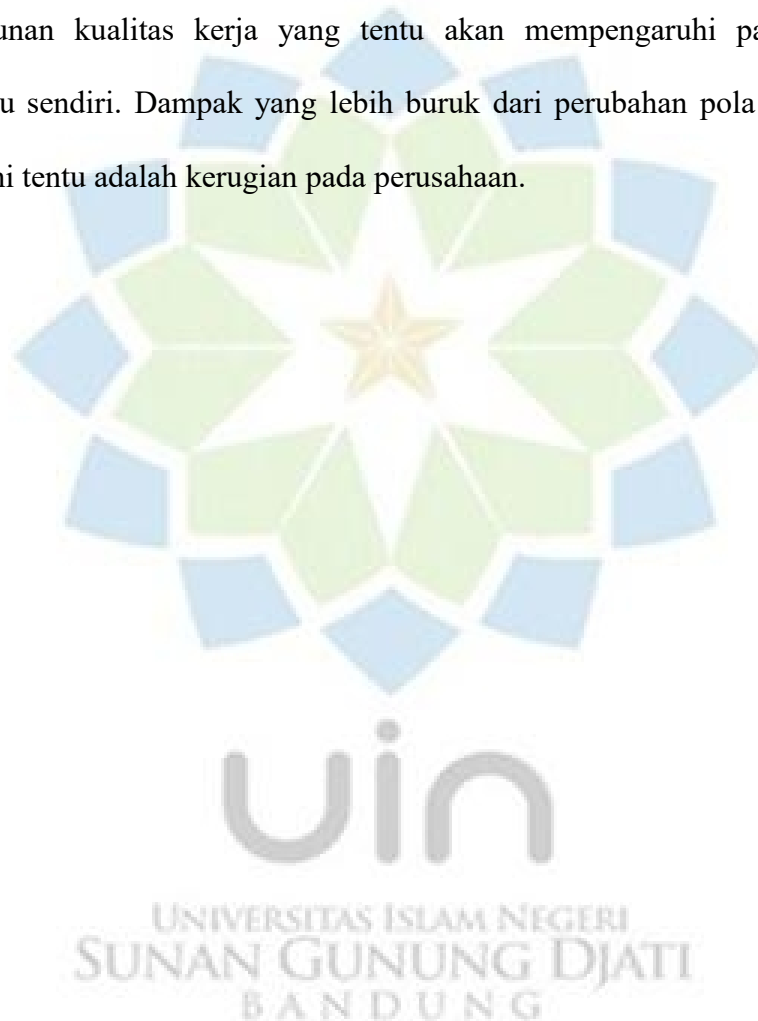 unan kualitas kerja yang tentu akan mempengaruhi pa
u sendiri. Dampak yang lebih buruk dari perubahan pola
ni tentu adalah kerugian pada perusahaan.
uin
UNIVERSITAS ISLAM NEGERI
SUNAN GUNUNG DJATI
BANDUNG